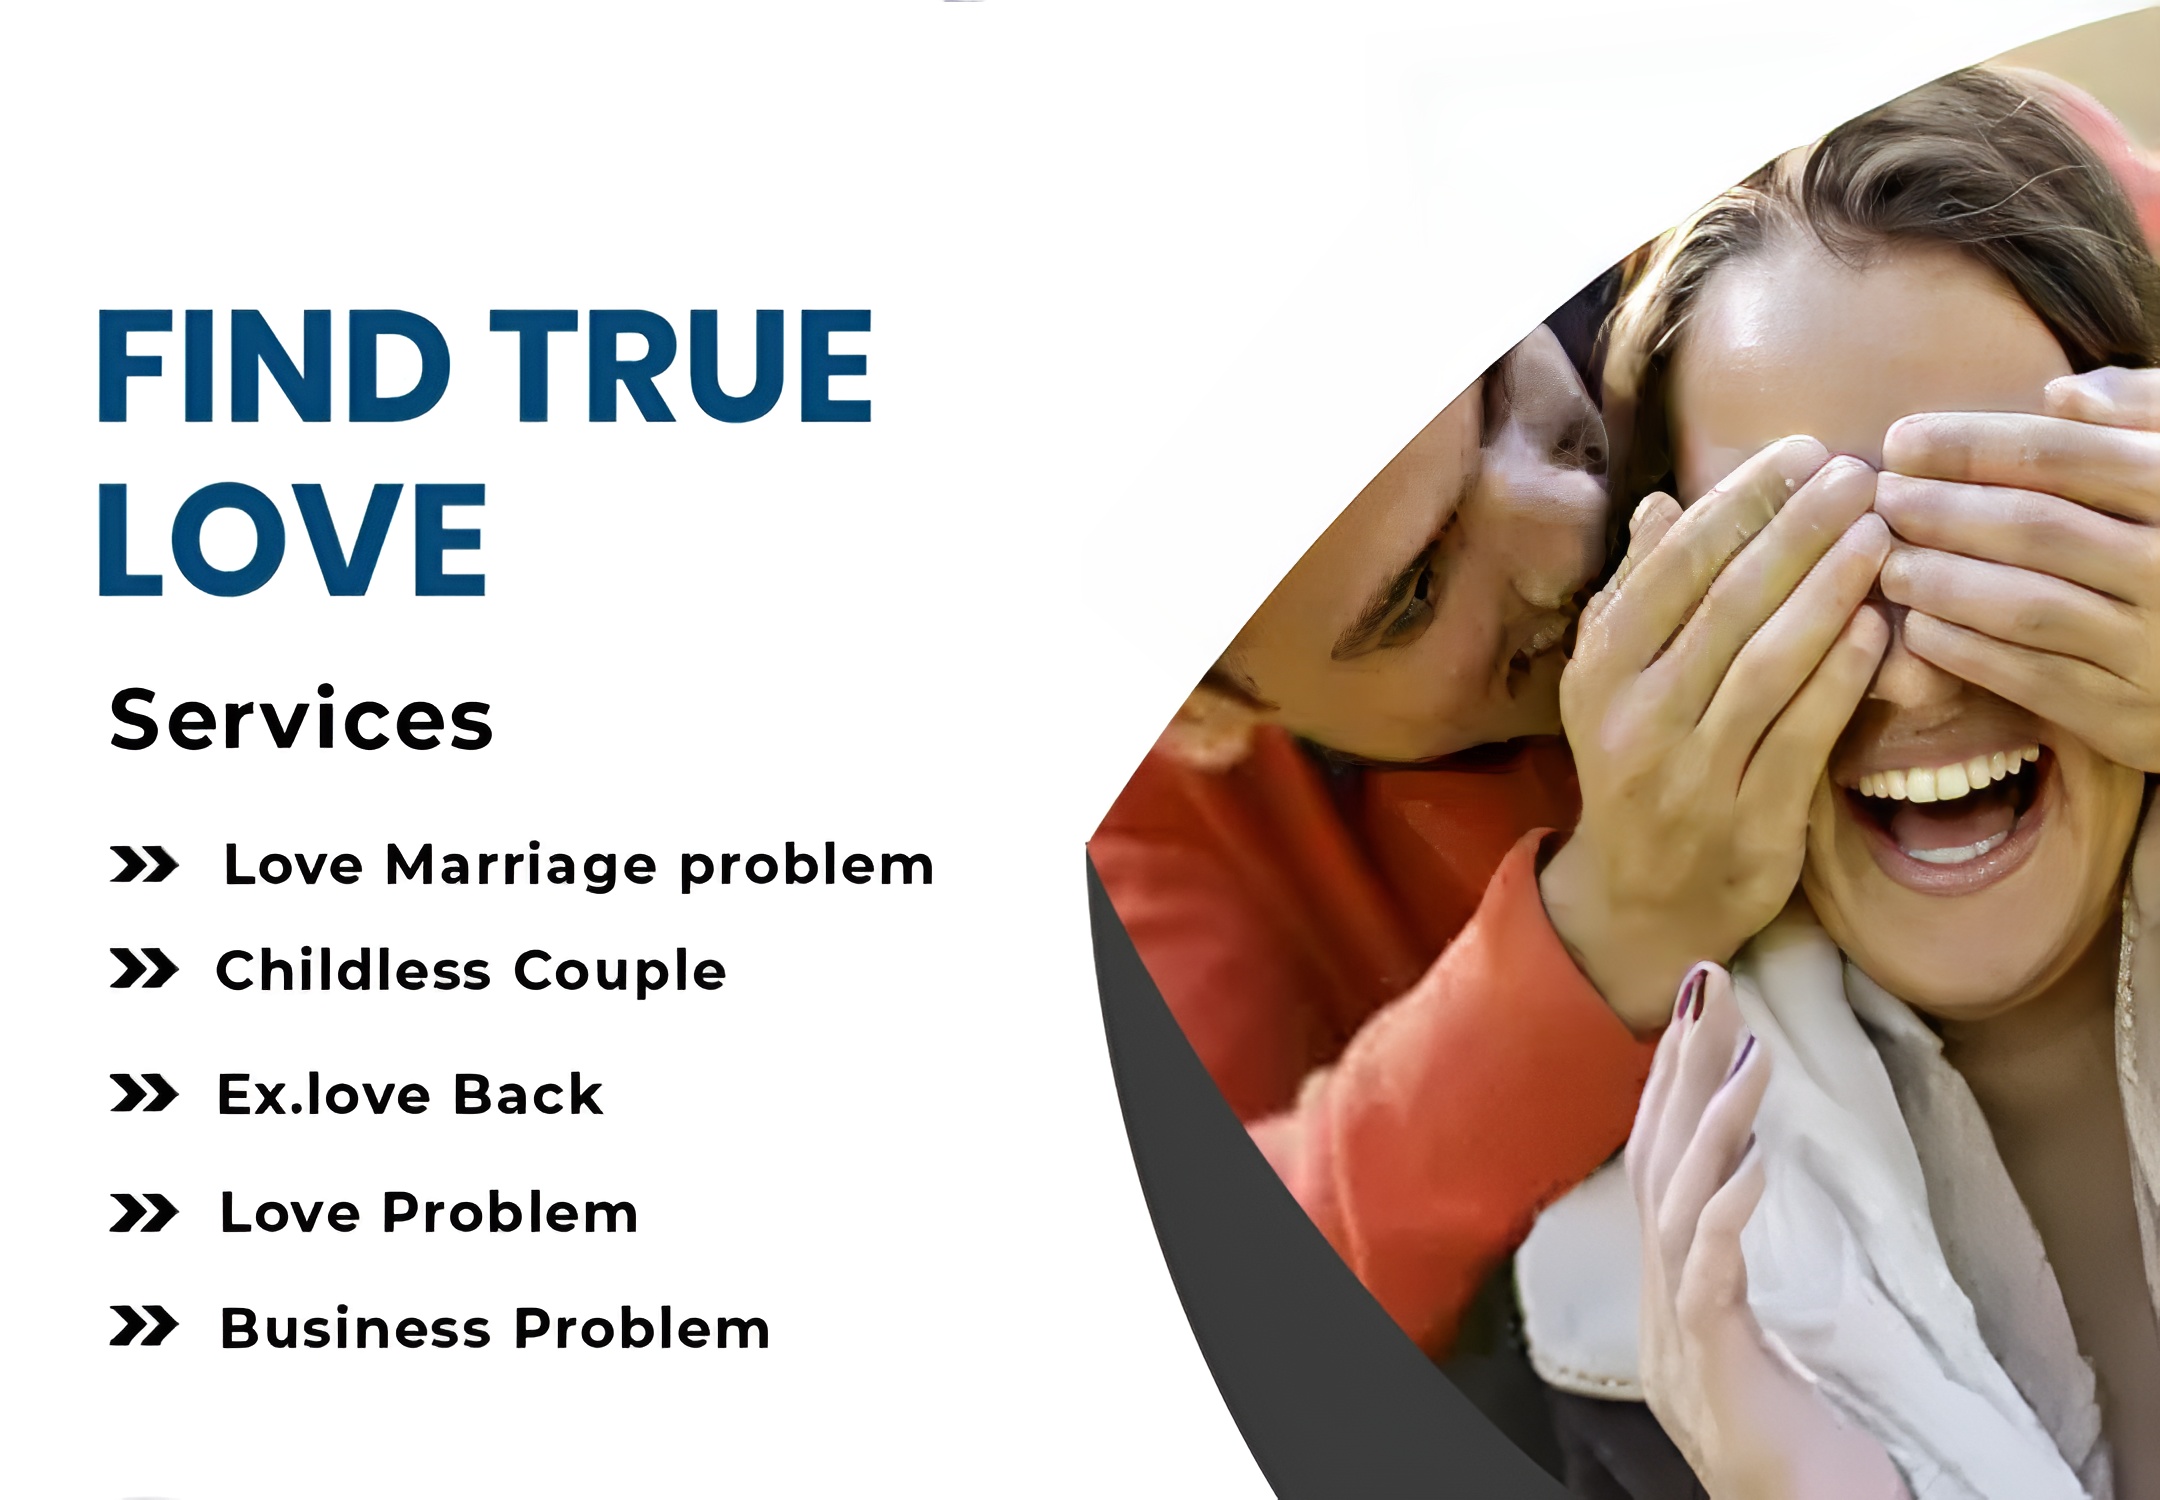 FIND TRUE
LOVE
Services
Love Marriage problem
Childless Couple
Ex.love Back
Love Problem
Business Problem